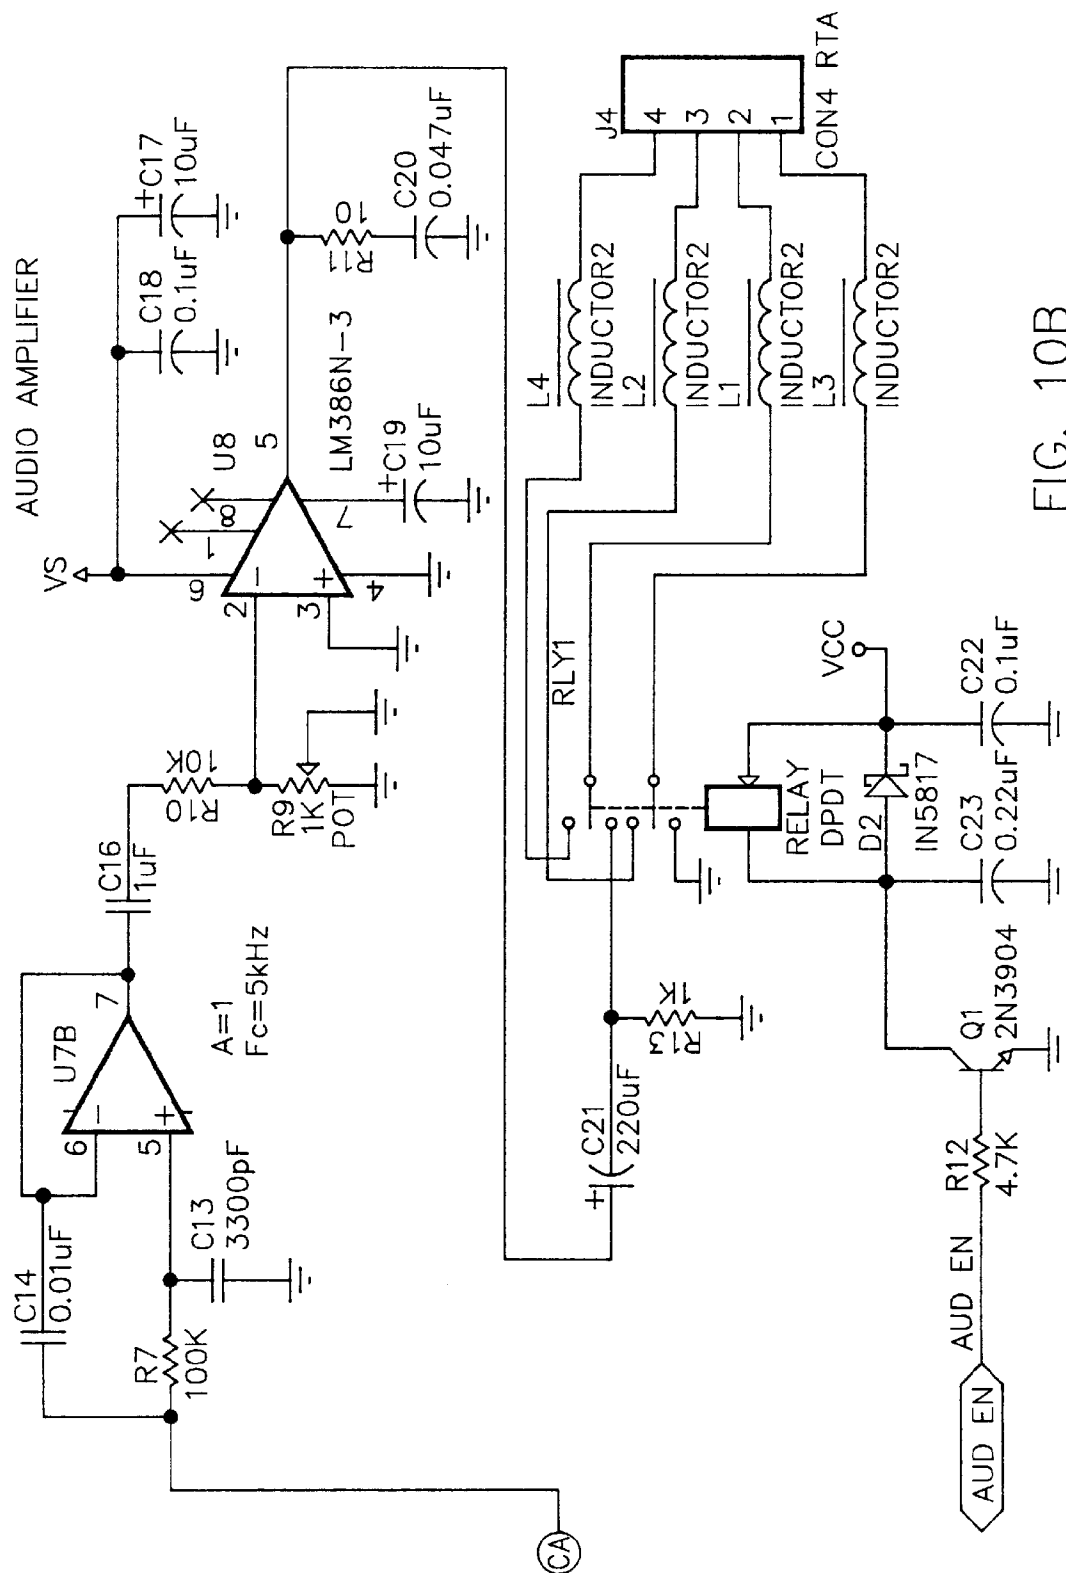 AUDIO AMPLIFIER
VS
C18
0.1uF
+
C17
10uF
U8
LM386N-3
6
1
8
5
2
-
3
+
4
7
+
C19
10uF
R11
10
C20
0.047uF
C14
0.01uF
U7B
6
-
5
+
7
A=1
Fc=5kHz
C16
1uF
R10
10K
R9
1K
POT
R7
100K
C13
3300pF
CA
+
C21
220uF
R13
1K
RLY1
RELAY
DPDT
L4
INDUCTOR2
L2
INDUCTOR2
L1
INDUCTOR2
L3
INDUCTOR2
J4
4
3
2
1
CON4 RTA
VCC
D2
IN5817
C23
0.22uF
C22
0.1uF
Q1
2N3904
R12
4.7K
AUD EN
AUD EN
FIG. 10B